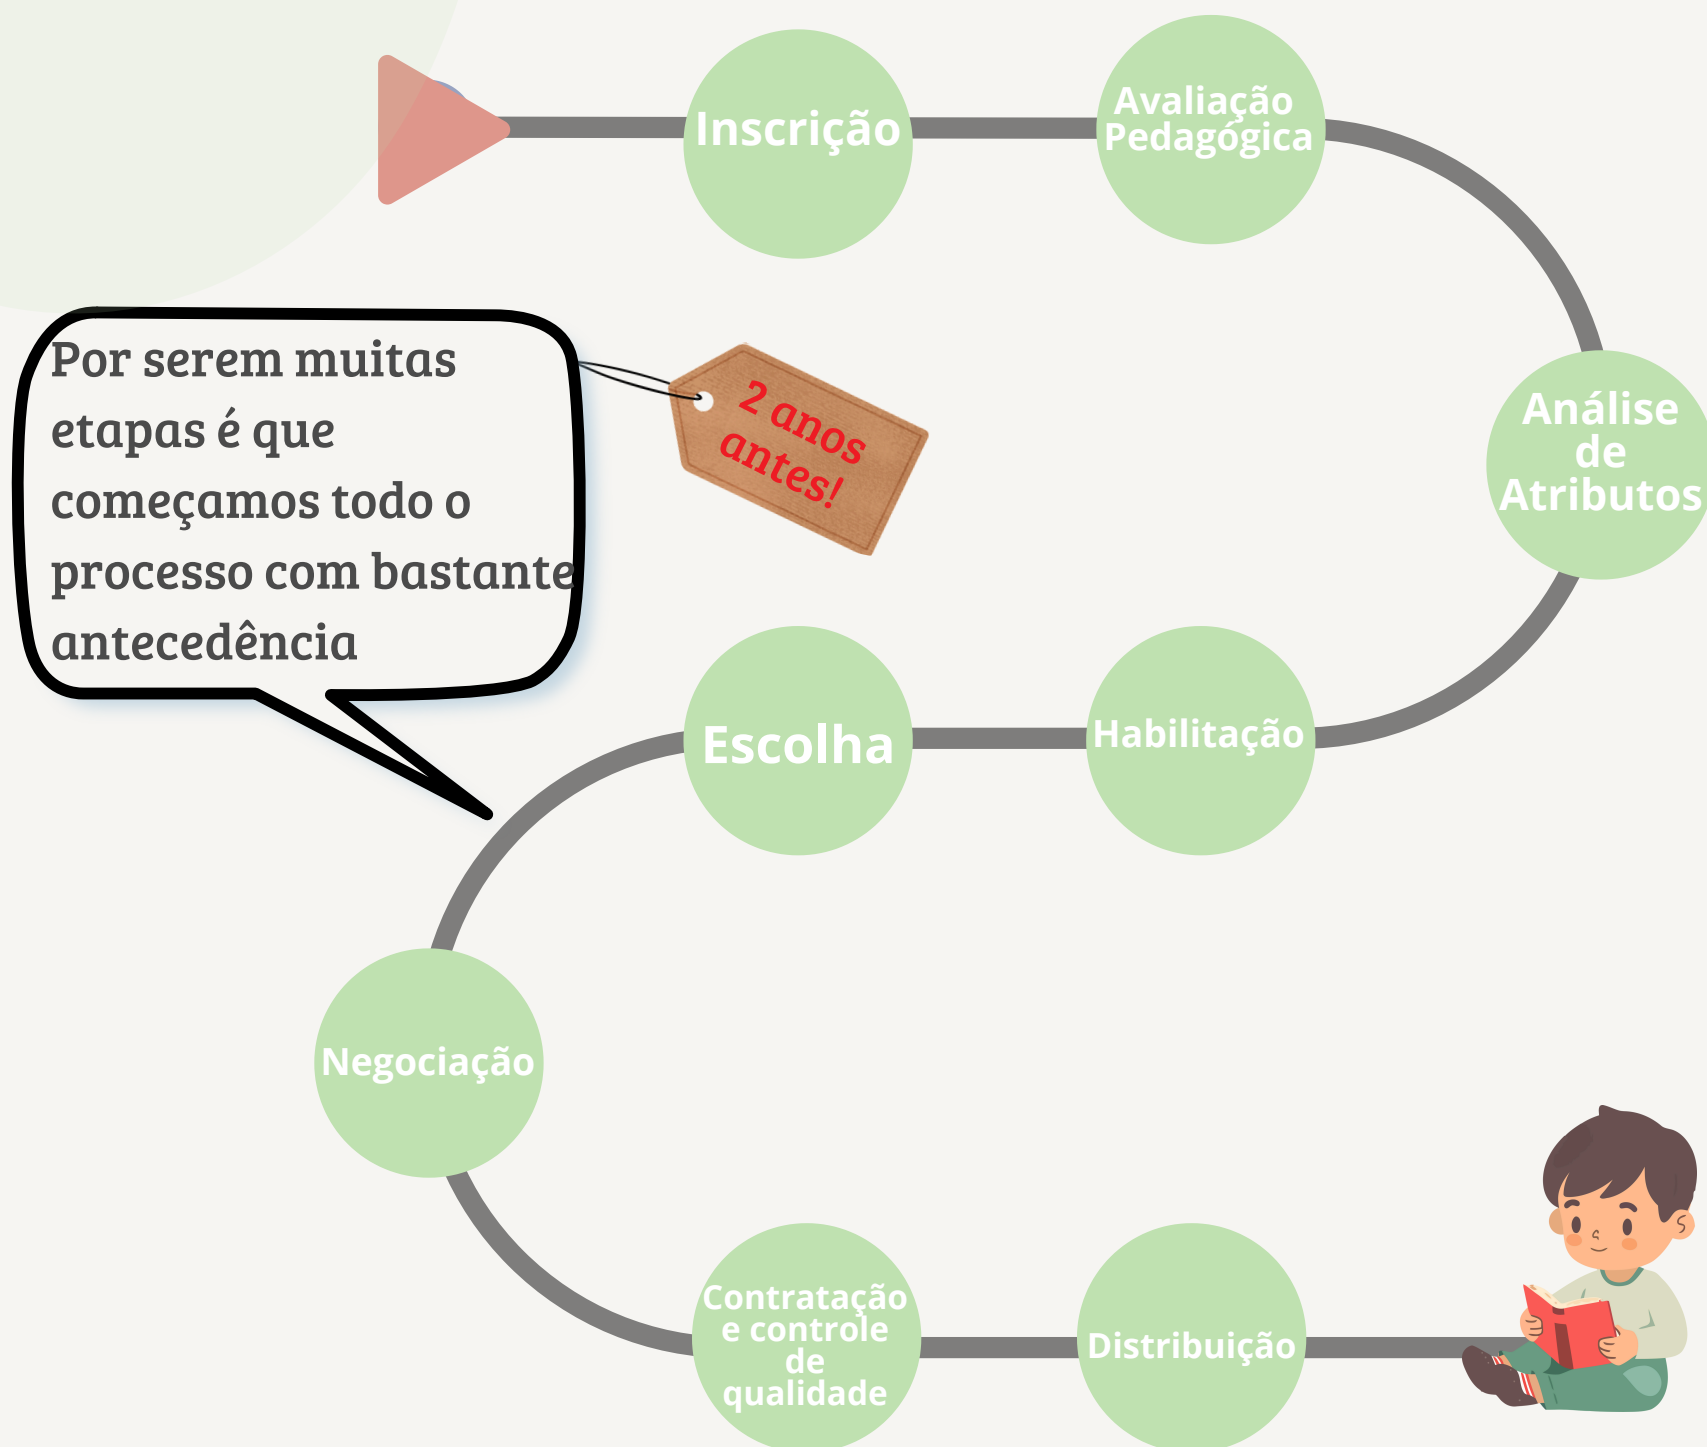 Inscrição
Avaliação
Pedagógica
Por serem muitas
etapas é que
começamos todo o
processo com bastante
antecedência
2 anos
antes!
Análise
de
Atributos
Escolha
Habilitação
Negociação
Contratação
e controle
de
qualidade
Distribuição